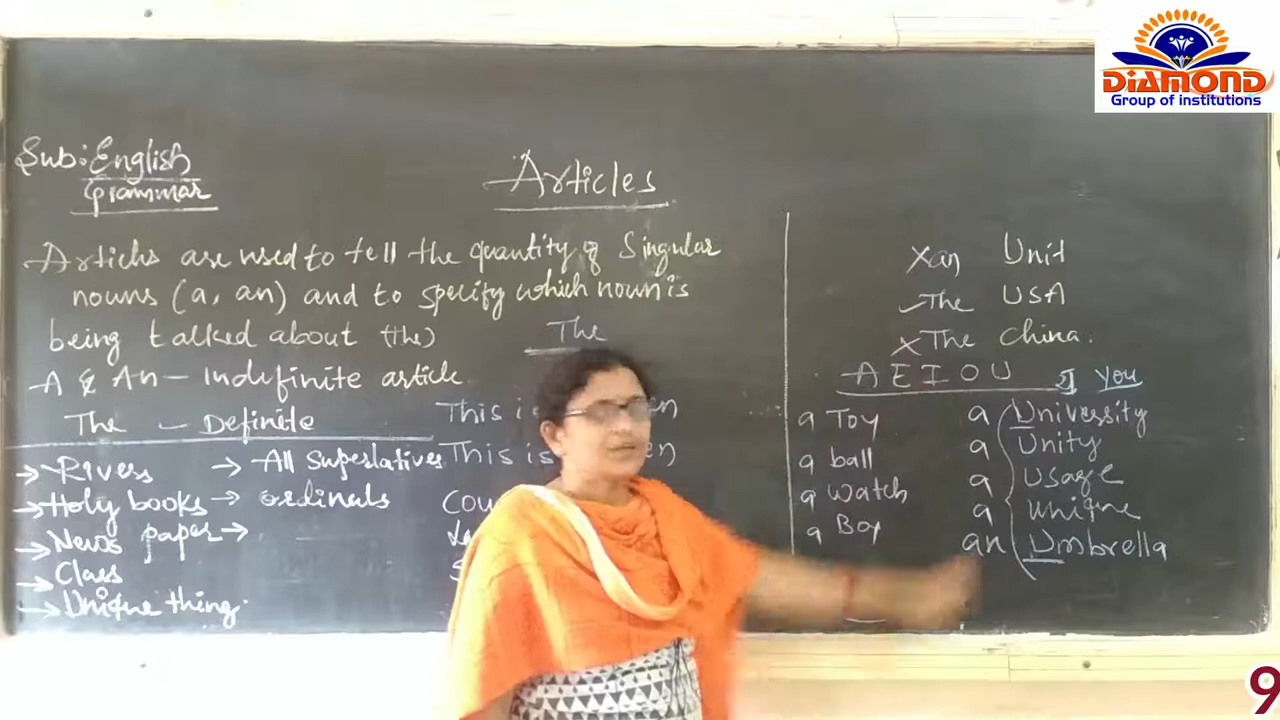 DIAMOND
Group of institutions
Sub: English
Grammar
Articles
Articles are used to tell the quantity of Singular
nouns (a, an) and to specify which noun is
being talked about (the)
The
A & An - Indefinite article
The - Definite
This is
This is
→ Rivers → All Superlatives
→ Holy books → ordinals
→ News paper →
→ Class
→ Unique thing.
X an Unit
✓ The USA
X The China.
A E I O U you
a Toy a University
a ball a Unity
a watch a Usage
a Boy a unique
an Umbrella
9